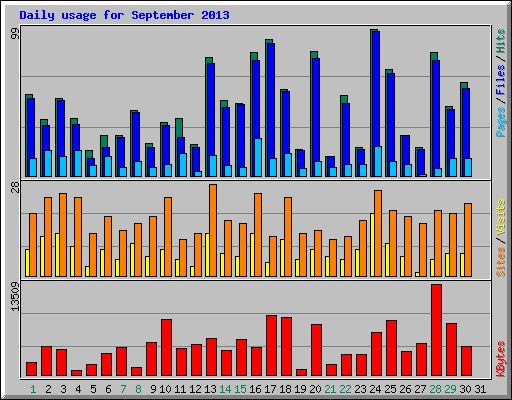 Daily usage for September 2013
99
Pages / Files / Hits
28
Sites / Visits
13509
KBytes
1 2 3 4 5 6 7 8 9 10 11 12 13 14 15 16 17 18 19 20 21 22 23 24 25 26 27 28 29 30 31